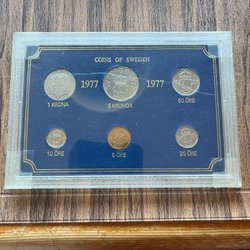 COINS OF SWEDEN
1977 1977
1 KRONA 5 KRONOR 50 ÖRE
10 ÖRE 5 ÖRE 25 ÖRE